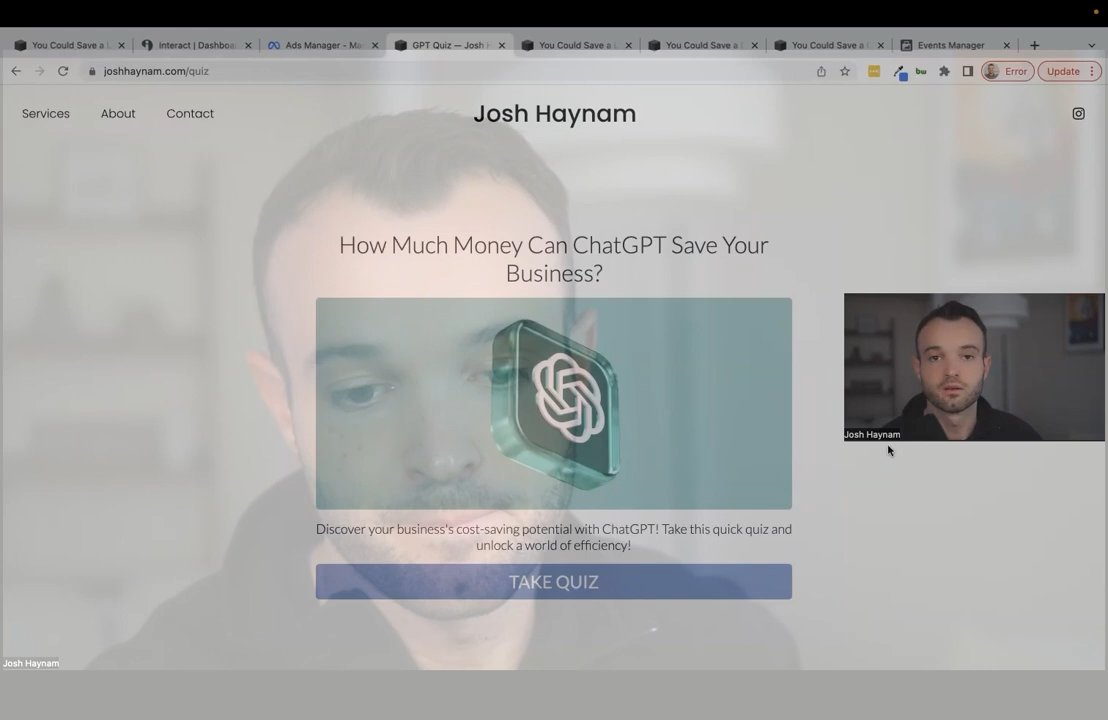 You Could Save a
Interact | Dashboa
Ads Manager - Ma
GPT Quiz — Josh H
You Could Save a
You Could Save a
You Could Save a
Events Manager
joshhaynam.com/quiz
bw
Error
Update
Services
About
Contact
Josh Haynam
How Much Money Can ChatGPT Save Your
Business?
Josh Haynam
Discover your business's cost-saving potential with ChatGPT! Take this quick quiz and
unlock a world of efficiency!
TAKE QUIZ
Josh Haynam